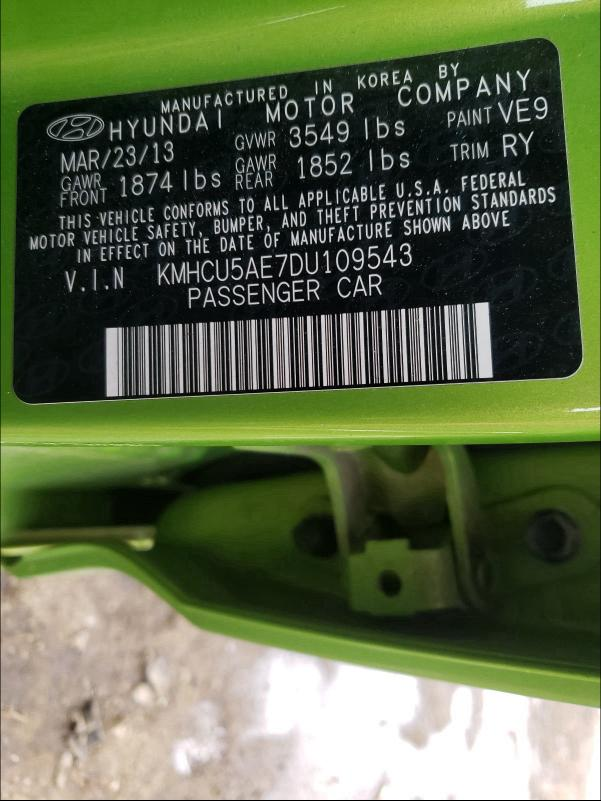 MANUFACTURED IN KOREA BY
HYUNDAI MOTOR COMPANY
MAR/23/13 GVWR 3549 lbs PAINT VE9
GAWR FRONT 1874 lbs GAWR REAR 1852 lbs TRIM RY
THIS VEHICLE CONFORMS TO ALL APPLICABLE U.S.A. FEDERAL
MOTOR VEHICLE SAFETY, BUMPER, AND THEFT PREVENTION STANDARDS
IN EFFECT ON THE DATE OF MANUFACTURE SHOWN ABOVE
V.I.N KMHCU5AE7DU109543
PASSENGER CAR